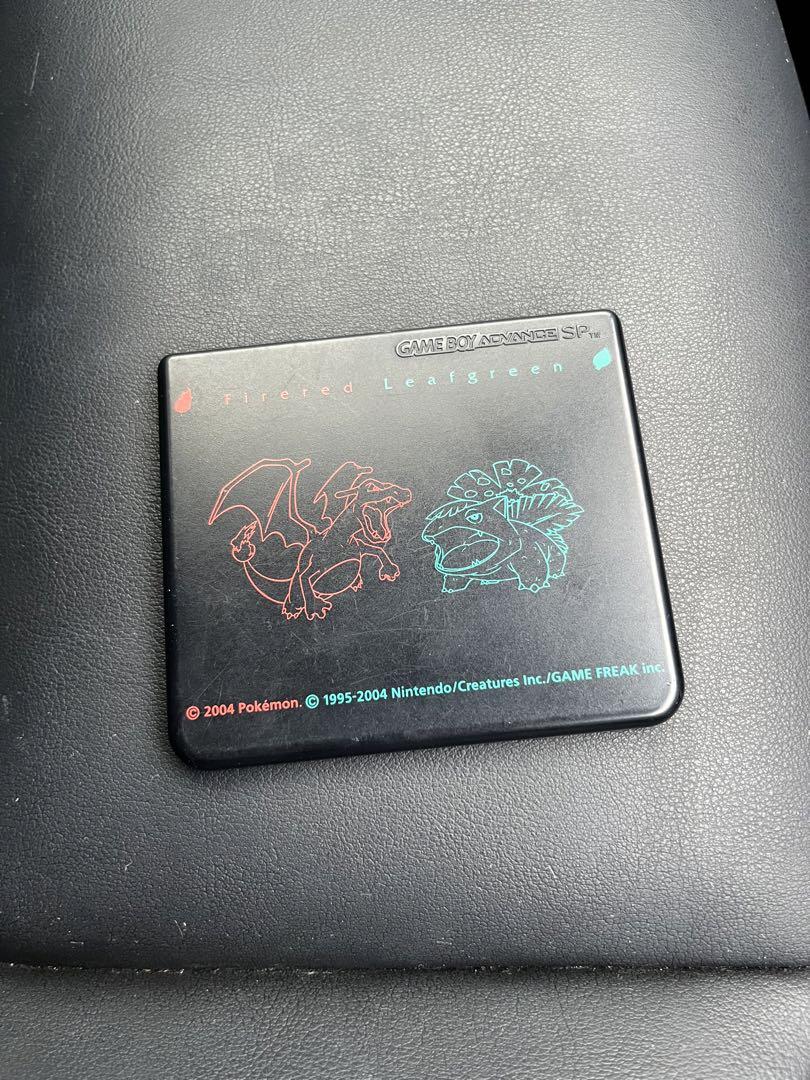 GAME BOY ADVANCE SP™
Firered Leafgreen
© 2004 Pokémon. © 1995-2004 Nintendo/Creatures Inc./GAME FREAK inc.